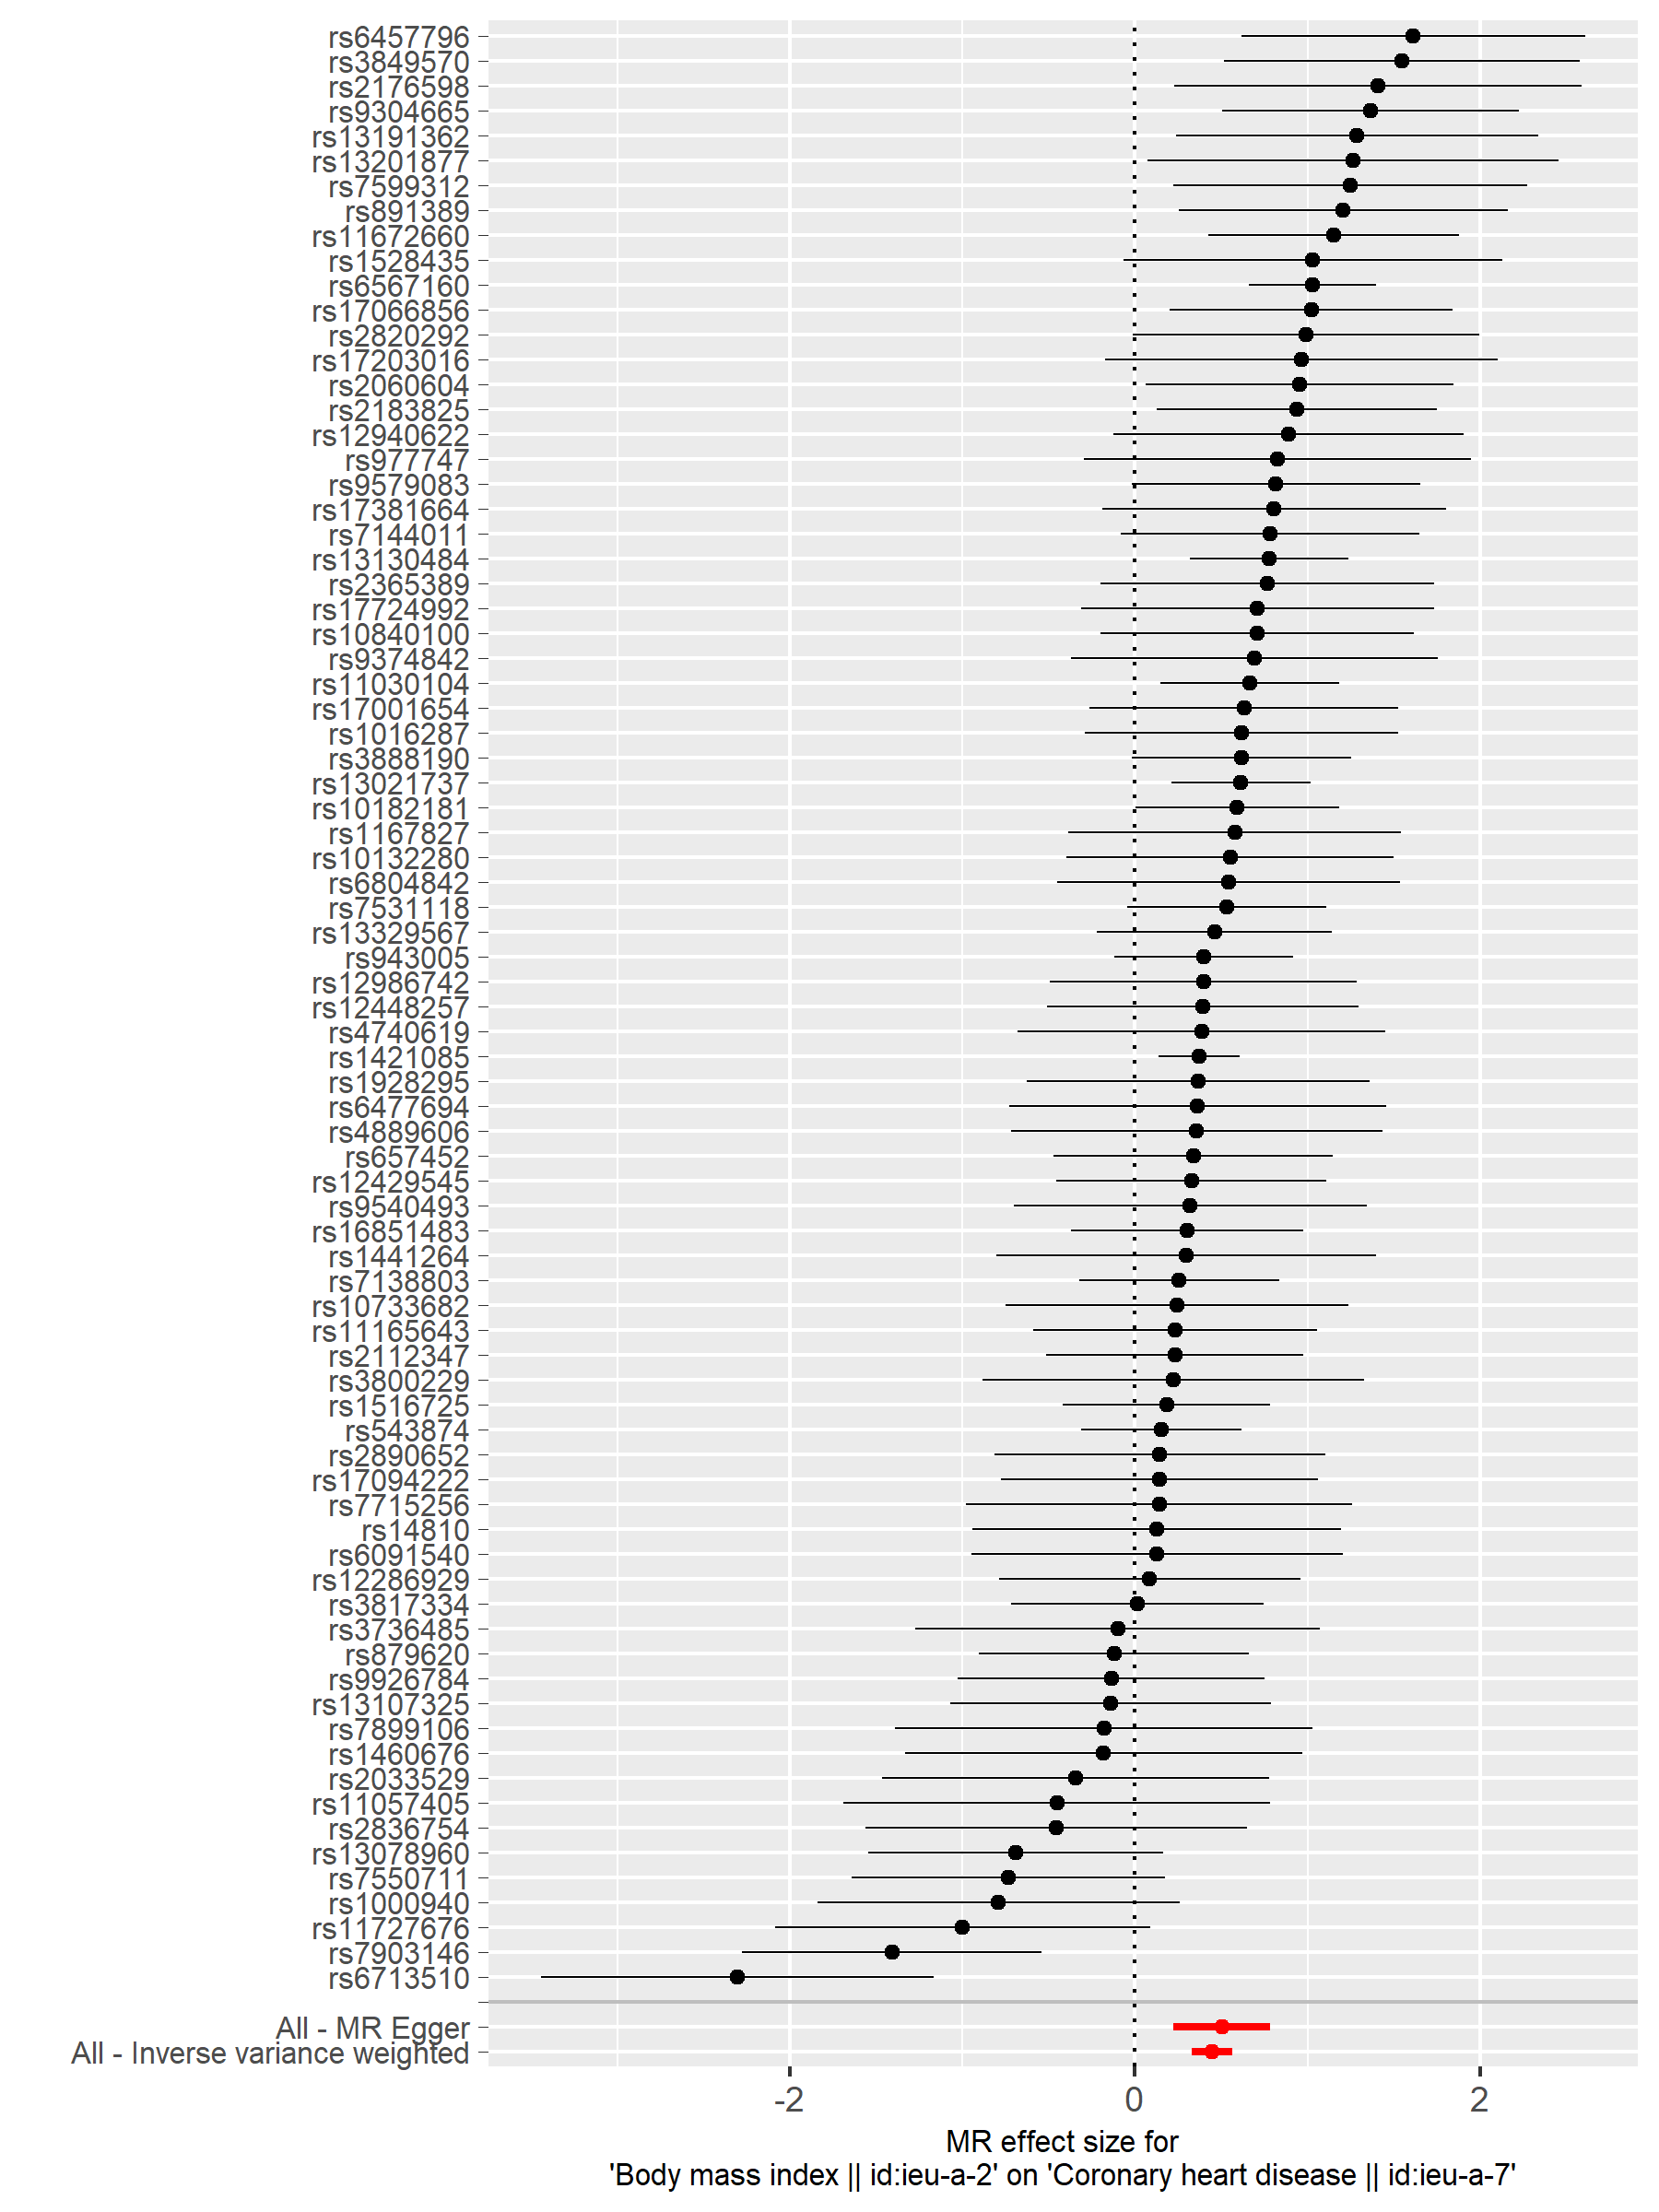 rs6457796
rs3849570
rs2176598
rs9304665
rs13191362
rs13201877
rs7599312
rs891389
rs11672660
rs1528435
rs6567160
rs17066856
rs2820292
rs17203016
rs2060604
rs2183825
rs12940622
rs977747
rs9579083
rs17381664
rs7144011
rs13130484
rs2365389
rs17724992
rs10840100
rs9374842
rs11030104
rs17001654
rs1016287
rs3888190
rs13021737
rs10182181
rs1167827
rs10132280
rs6804842
rs7531118
rs13329567
rs943005
rs12986742
rs12448257
rs4740619
rs1421085
rs1928295
rs6477694
rs4889606
rs657452
rs12429545
rs9540493
rs16851483
rs1441264
rs7138803
rs10733682
rs11165643
rs2112347
rs3800229
rs1516725
rs543874
rs2890652
rs17094222
rs7715256
rs14810
rs6091540
rs12286929
rs3817334
rs3736485
rs879620
rs9926784
rs13107325
rs7899106
rs1460676
rs2033529
rs11057405
rs2836754
rs13078960
rs7550711
rs1000940
rs11727676
rs7903146
rs6713510
All - MR Egger
All - Inverse variance weighted
-2 0 2
MR effect size for
'Body mass index || id:ieu-a-2' on 'Coronary heart disease || id:ieu-a-7'